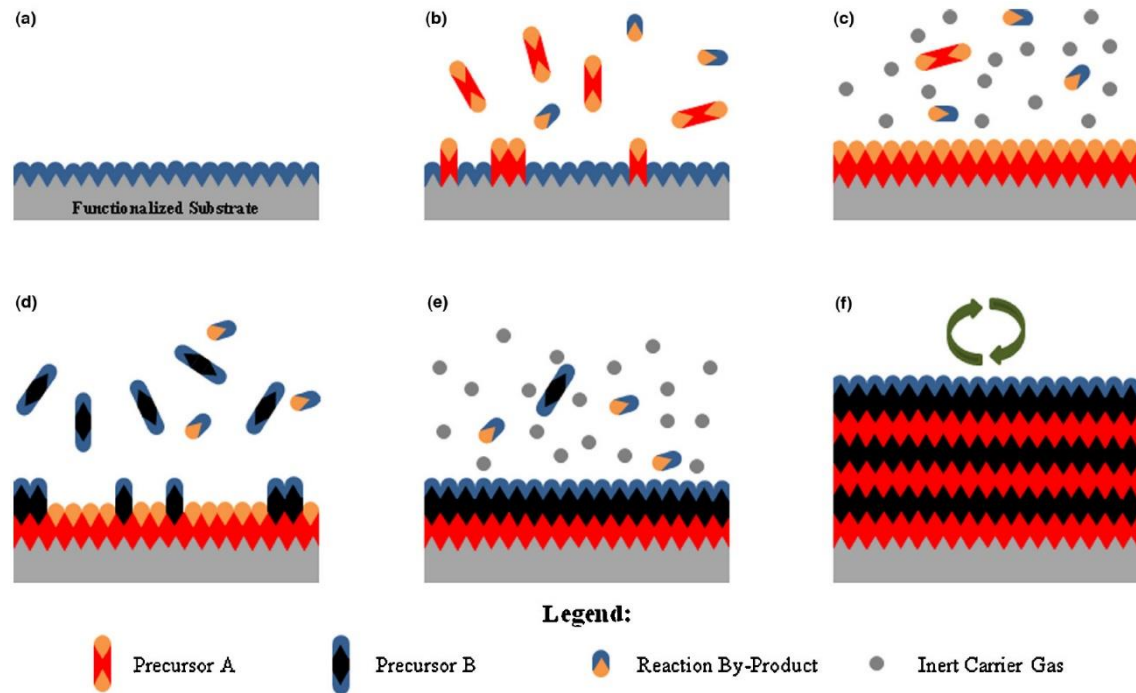 (a)
(b)
(c)
Functionalized Substrate
(d)
(e)
(f)
Legend:
Precursor A
Precursor B
Reaction By-Product
Inert Carrier Gas